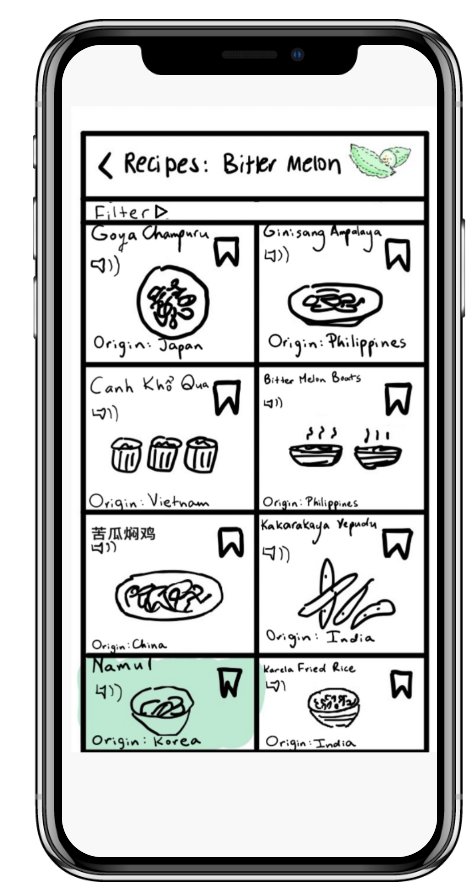 Recipes: Bitter Melon
Filter
Goya Champuru
Origin: Japan
Ginisang Ampalaya
Origin: Philippines
Canh Khổ Qua
Origin: Vietnam
Bitter Melon Boats
Origin: Philippines
苦瓜焖鸡
Origin: China
Kakarakaya Vepudu
Origin: India
Namul
Origin: Korea
Karela Fried Rice
Origin: India